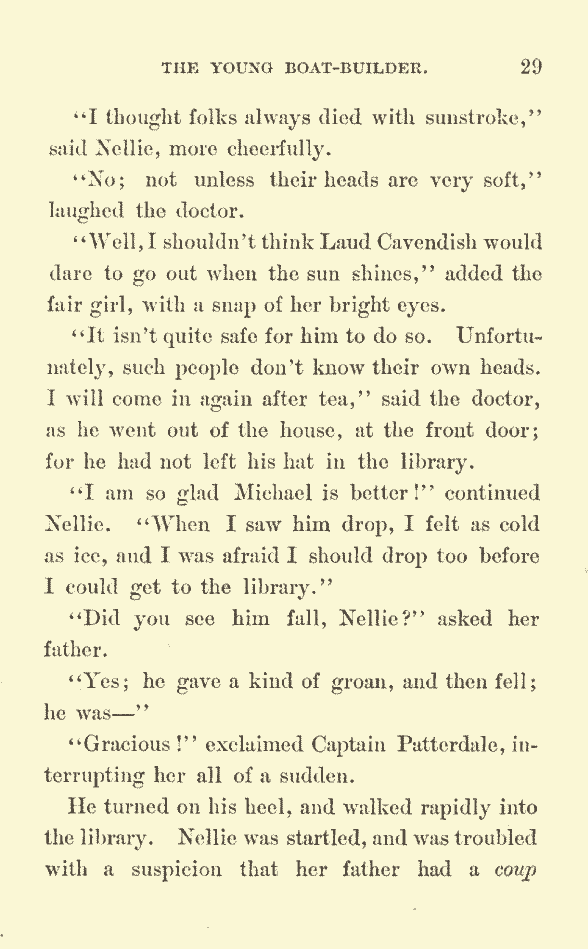 THE YOUNG BOAT-BUILDER. 29
"I thought folks always died with sunstroke,"
said Nellie, more cheerfully.
"No; not unless their heads are very soft,"
laughed the doctor.
"Well, I shouldn't think Laud Cavendish would
dare to go out when the sun shines," added the
fair girl, with a snap of her bright eyes.
"It isn't quite safe for him to do so. Unfortu-
nately, such people don't know their own heads.
I will come in again after tea," said the doctor,
as he went out of the house, at the front door;
for he had not left his hat in the library.
"I am so glad Michael is better!" continued
Nellie. "When I saw him drop, I felt as cold
as ice, and I was afraid I should drop too before
I could get to the library."
"Did you see him fall, Nellie?" asked her
father.
"Yes; he gave a kind of groan, and then fell;
he was—"
"Gracious!" exclaimed Captain Patterdale, in-
terrupting her all of a sudden.
He turned on his heel, and walked rapidly into
the library. Nellie was startled, and was troubled
with a suspicion that her father had a coup